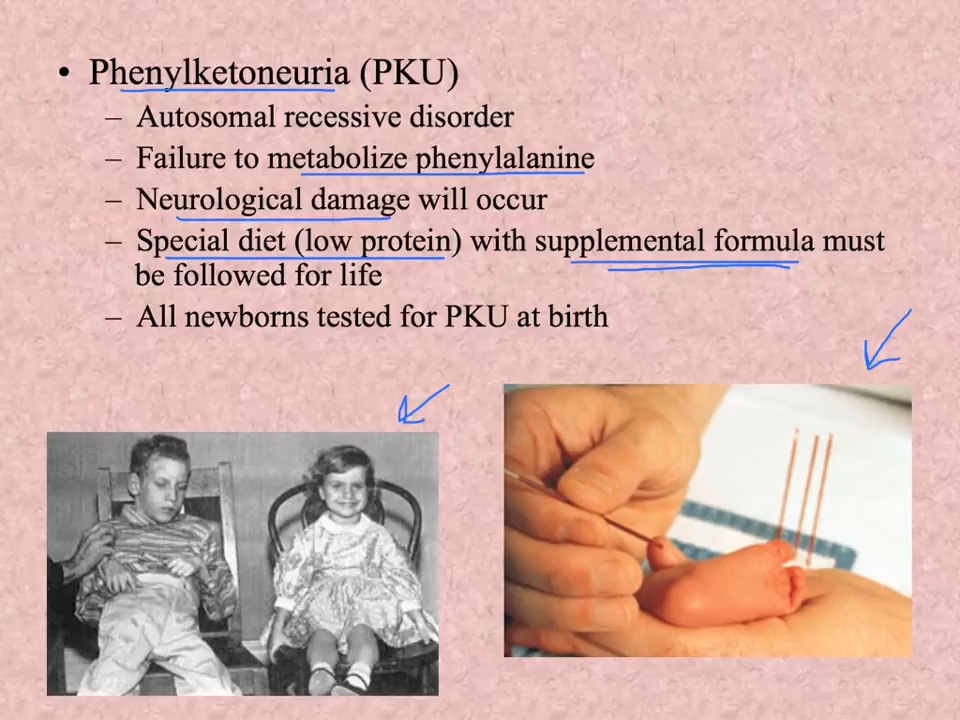 • Phenylketoneuria (PKU)
– Autosomal recessive disorder
– Failure to metabolize phenylalanine
– Neurological damage will occur
– Special diet (low protein) with supplemental formula must
be followed for life
– All newborns tested for PKU at birth